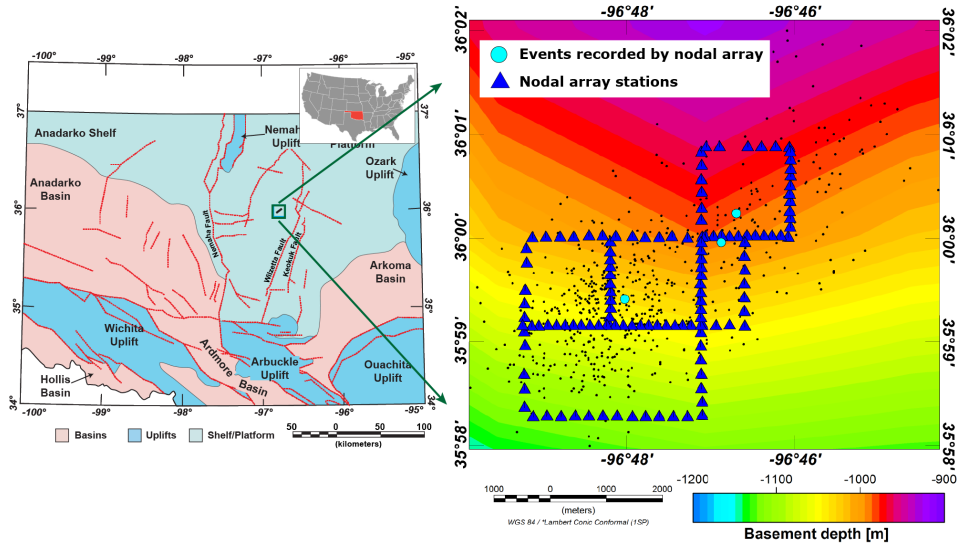 -100
-99
-98
-97
-96
-95
37°
37°
Anadarko Shelf
Nemaha
Uplift
Platform
Ozark
Uplift
Anadarko
Basin
36°
36°
Nemaha Fault
Wilzetta Fault
Keokuk Fault
Arkoma
Basin
35°
35°
Wichita
Uplift
Ardmore
Basin
Arbuckle
Uplift
Ouachita
Uplift
Hollis
Basin
34°
34°
-100
-99
-98
-97
-96
-95
Basins
Uplifts
Shelf/Platform
50
0
50
100
(kilometers)
-96°48'
-96°46'
36°02'
36°02'
Events recorded by nodal array
Nodal array stations
36°01'
36°01'
36°00'
36°00'
35°59'
35°59'
35°58'
35°58'
-96°48'
-96°46'
1000
0
1000
2000
(meters)
WGS 84 / *Lambert Conic Conformal (1SP)
-1200
-1100
-1000
-900
Basement depth [m]